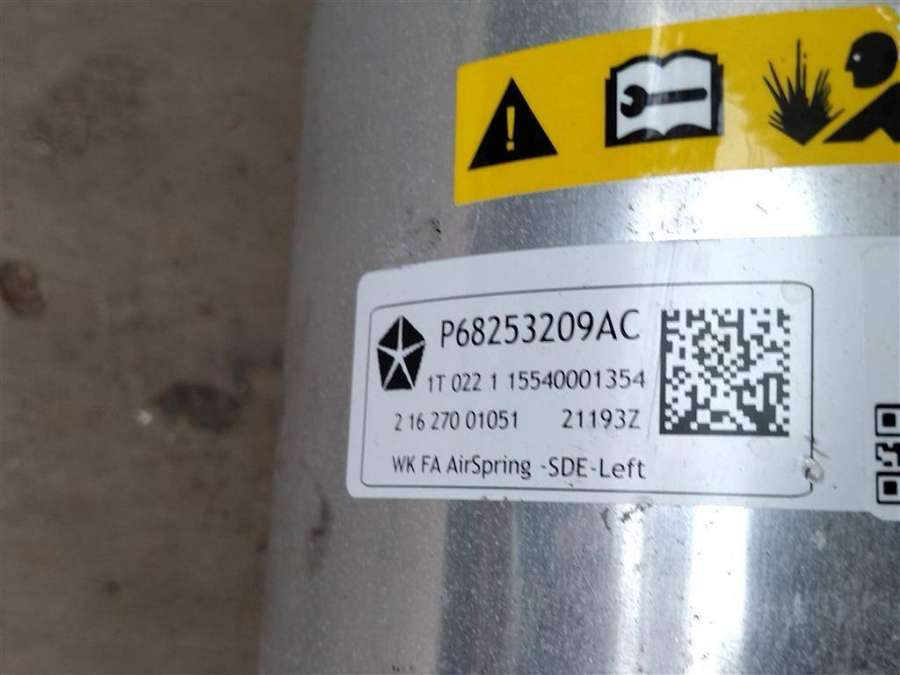 P68253209AC
1T 022 1 15540001354
2 16 270 01051 21193Z
WK FA AirSpring -SDE-Left